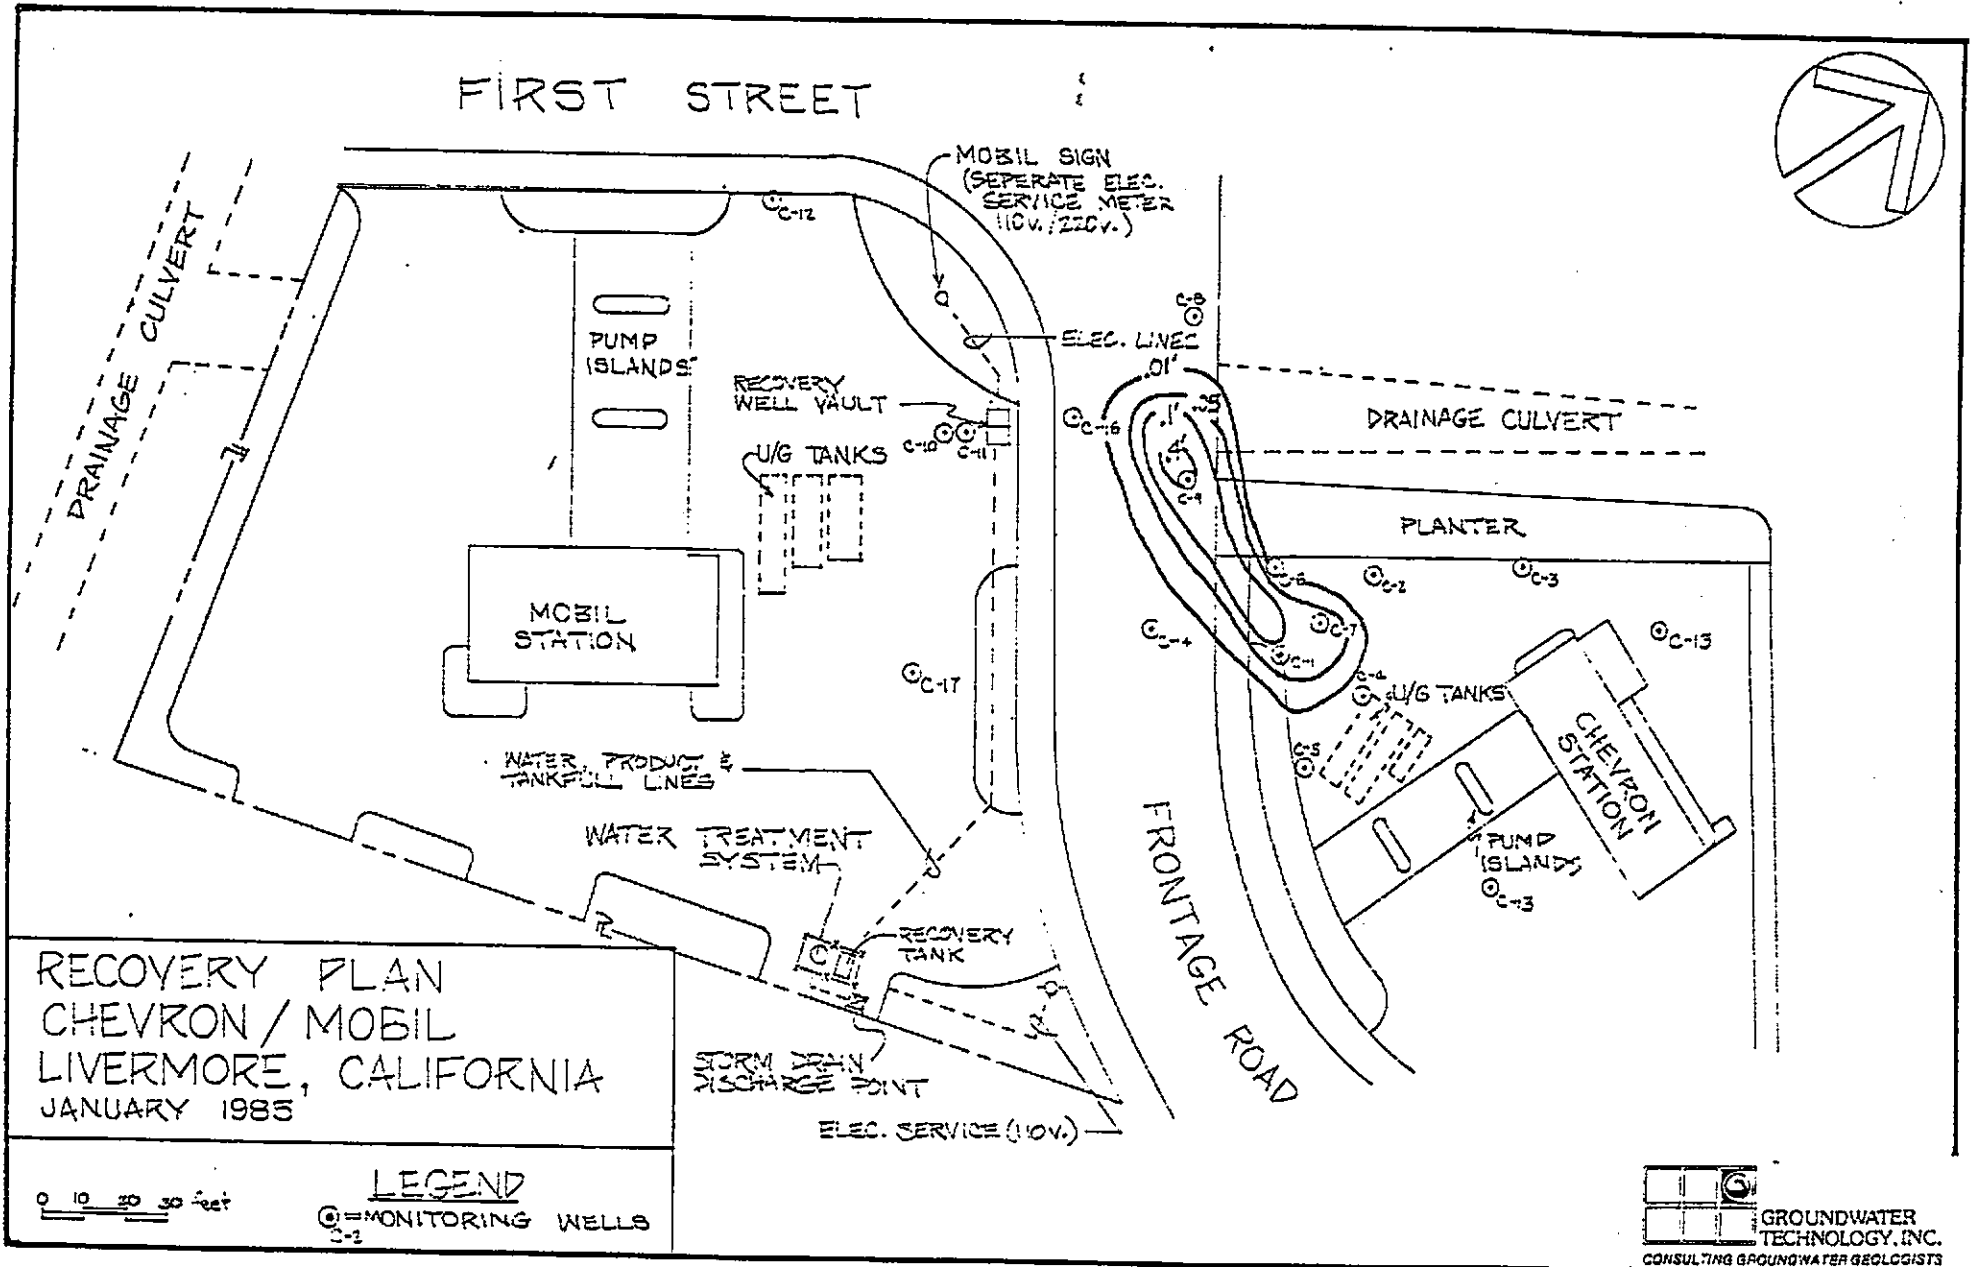 FIRST STREET
MOBIL SIGN
(SEPERATE ELEC.
SERVICE METER
110V./220V.)
C-12
DRAINAGE CULVERT
C-8
PUMP
ISLANDS
ELEC. LINES
.01'
RECOVERY
WELL VAULT
.1'
C-16
DRAINAGE CULVERT
C-10
C-11
U/G TANKS
.4'
C-9
PLANTER
C-6
C-2
C-3
MOBIL
STATION
C-7
C-13
C-1
C-17
U/G TANKS
CHEVRON
STATION
C-5
WATER, PRODUCT &
TANKFULL LINES
WATER TREATMENT
SYSTEM
FRONTAGE ROAD
PUMP
ISLANDS
C-13
RECOVERY
TANK
RECOVERY PLAN
CHEVRON / MOBIL
LIVERMORE, CALIFORNIA
JANUARY 1985
STORM DRAIN
DISCHARGE POINT
ELEC. SERVICE (110V.)
0 10 20 30 feet
LEGEND
=MONITORING WELLS
GROUNDWATER
TECHNOLOGY, INC.
CONSULTING GROUNDWATER GEOLOGISTS